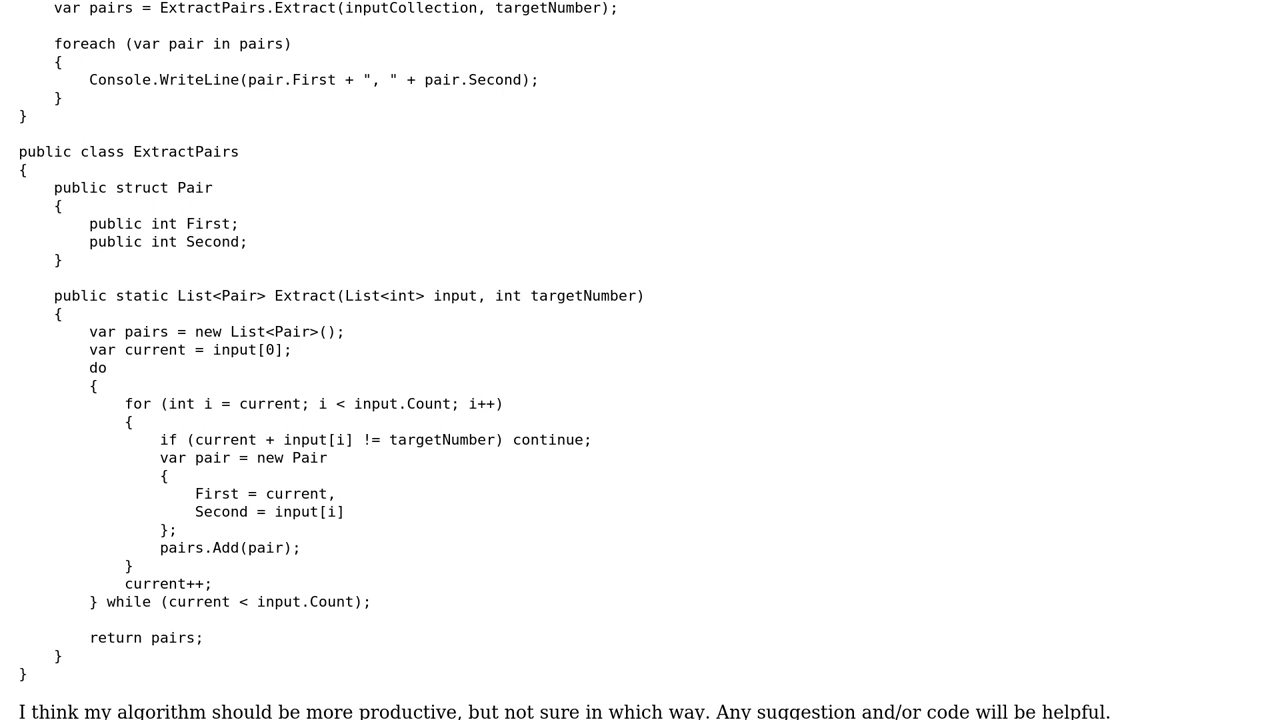 var pairs = ExtractPairs.Extract(inputCollection, targetNumber);

    foreach (var pair in pairs)
    {
        Console.WriteLine(pair.First + ", " + pair.Second);
    }
}

public class ExtractPairs
{
    public struct Pair
    {
        public int First;
        public int Second;
    }

    public static List<Pair> Extract(List<int> input, int targetNumber)
    {
        var pairs = new List<Pair>();
        var current = input[0];
        do
        {
            for (int i = current; i < input.Count; i++)
            {
                if (current + input[i] != targetNumber) continue;
                var pair = new Pair
                {
                    First = current,
                    Second = input[i]
                };
                pairs.Add(pair);
            }
            current++;
        } while (current < input.Count);

        return pairs;
    }
}

I think my algorithm should be more productive, but not sure in which way. Any suggestion and/or code will be helpful.